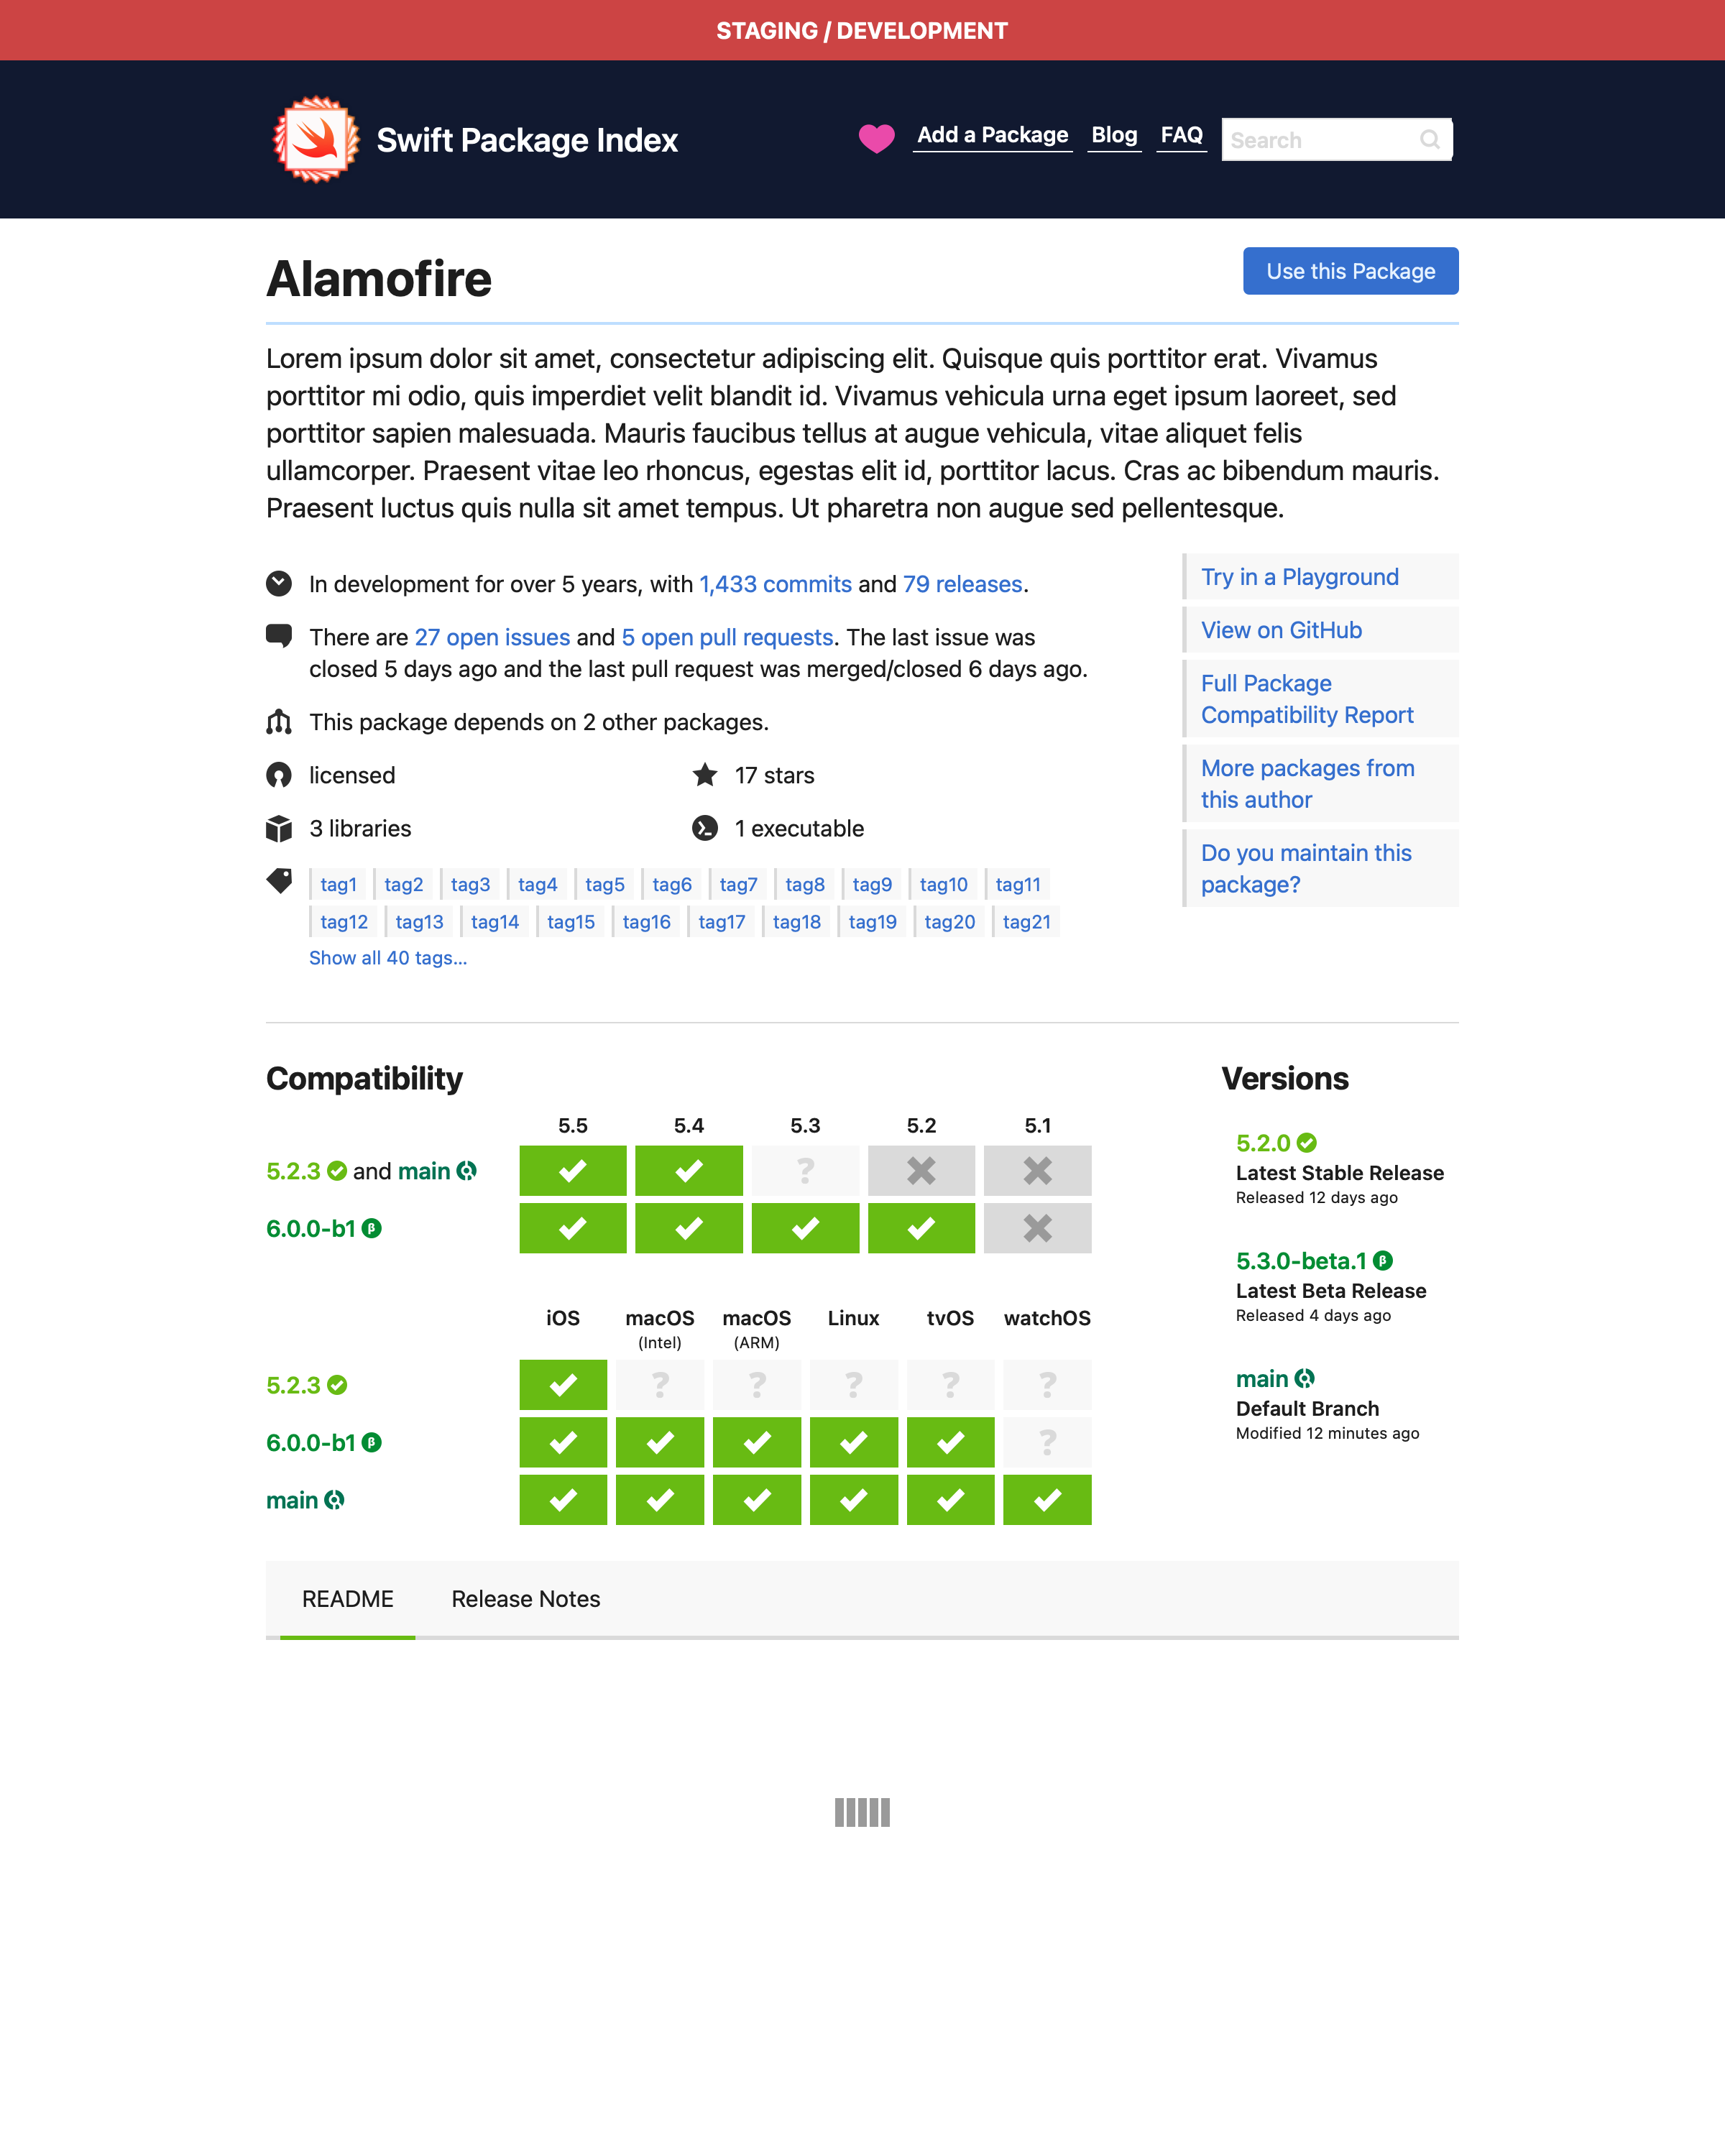 STAGING / DEVELOPMENT
Swift Package Index
Add a Package
Blog
FAQ
Search
Alamofire
Use this Package
Lorem ipsum dolor sit amet, consectetur adipiscing elit. Quisque quis porttitor erat. Vivamus
porttitor mi odio, quis imperdiet velit blandit id. Vivamus vehicula urna eget ipsum laoreet, sed
porttitor sapien malesuada. Mauris faucibus tellus at augue vehicula, vitae aliquet felis
ullamcorper. Praesent vitae leo rhoncus, egestas elit id, porttitor lacus. Cras ac bibendum mauris.
Praesent luctus quis nulla sit amet tempus. Ut pharetra non augue sed pellentesque.
In development for over 5 years, with 1,433 commits and 79 releases.
There are 27 open issues and 5 open pull requests. The last issue was
closed 5 days ago and the last pull request was merged/closed 6 days ago.
This package depends on 2 other packages.
licensed
17 stars
3 libraries
1 executable
tag1 tag2 tag3 tag4 tag5 tag6 tag7 tag8 tag9 tag10 tag11
tag12 tag13 tag14 tag15 tag16 tag17 tag18 tag19 tag20 tag21
Show all 40 tags...
Try in a Playground
View on GitHub
Full Package
Compatibility Report
More packages from
this author
Do you maintain this
package?
Compatibility
5.5 5.4 5.3 5.2 5.1
5.2.3 and main ?
6.0.0-b1 β
iOS macOS macOS Linux tvOS watchOS
(Intel) (ARM)
5.2.3 ? ? ? ? ?
6.0.0-b1 β ?
main
Versions
5.2.0
Latest Stable Release
Released 12 days ago
5.3.0-beta.1 β
Latest Beta Release
Released 4 days ago
main
Default Branch
Modified 12 minutes ago
README
Release Notes